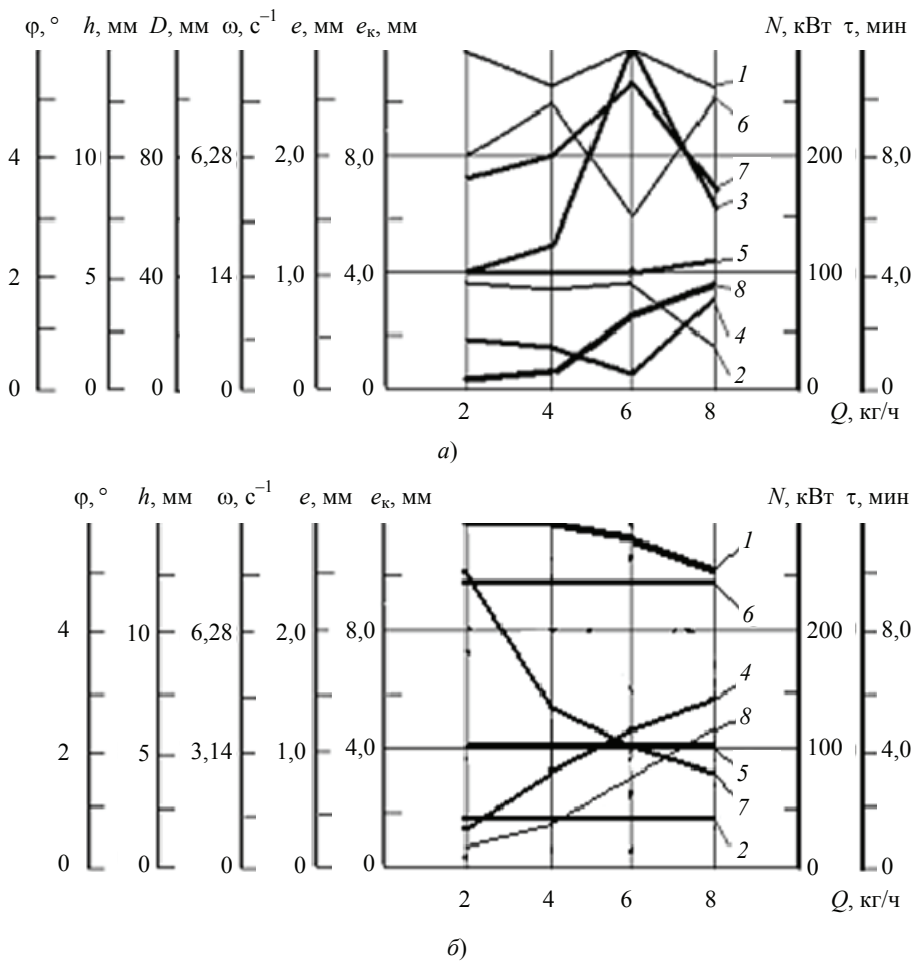 φ, ° h, мм D, мм ω, с⁻¹ e, мм eк, мм N, кВт τ, мин
1
6
4 10 80 6,28 2,0 8,0 200 8,0
7
3
5
2 5 40 14 1,0 4,0 100 4,0
8
4
2
0 0 0 0 0 0 0 0
2 4 6 8 Q, кг/ч
а)
φ, ° h, мм ω, с⁻¹ e, мм eк, мм N, кВт τ, мин
1
6
4 10 6,28 2,0 8,0 200 8,0
4
8
2 5 3,14 1,0 4,0 100 4,0
5
7
2
0 0 0 0 0 0 0
2 4 6 8 Q, кг/ч
б)